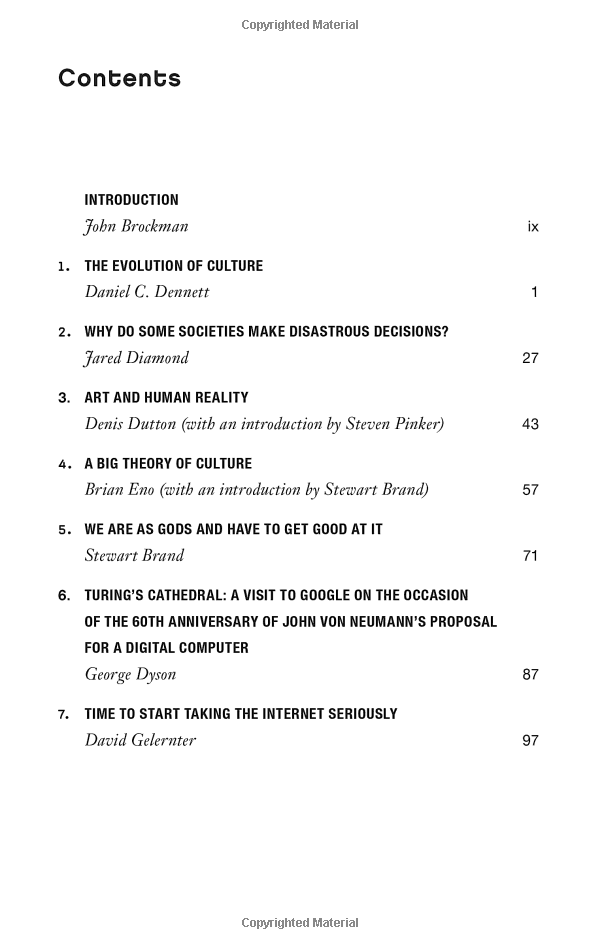 Copyrighted Material
Contents
INTRODUCTION
John Brockman ix
1. THE EVOLUTION OF CULTURE
Daniel C. Dennett 1
2. WHY DO SOME SOCIETIES MAKE DISASTROUS DECISIONS?
Jared Diamond 27
3. ART AND HUMAN REALITY
Denis Dutton (with an introduction by Steven Pinker) 43
4. A BIG THEORY OF CULTURE
Brian Eno (with an introduction by Stewart Brand) 57
5. WE ARE AS GODS AND HAVE TO GET GOOD AT IT
Stewart Brand 71
6. TURING’S CATHEDRAL: A VISIT TO GOOGLE ON THE OCCASION
OF THE 60TH ANNIVERSARY OF JOHN VON NEUMANN’S PROPOSAL
FOR A DIGITAL COMPUTER
George Dyson 87
7. TIME TO START TAKING THE INTERNET SERIOUSLY
David Gelernter 97
Copyrighted Material